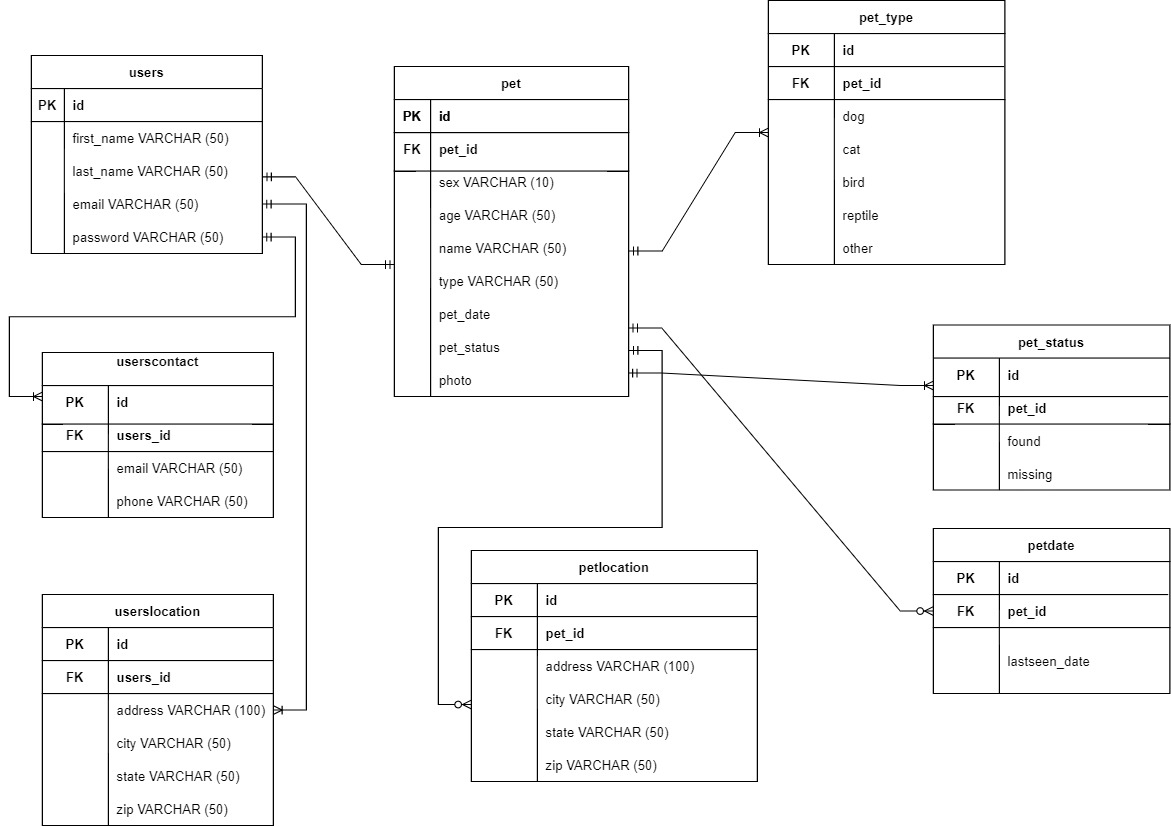 users
PK id
first_name VARCHAR (50)
last_name VARCHAR (50)
email VARCHAR (50)
password VARCHAR (50)
pet
PK id
FK pet_id
sex VARCHAR (10)
age VARCHAR (50)
name VARCHAR (50)
type VARCHAR (50)
pet_date
pet_status
photo
pet_type
PK id
FK pet_id
dog
cat
bird
reptile
other
userscontact
PK id
FK users_id
email VARCHAR (50)
phone VARCHAR (50)
pet_status
PK id
FK pet_id
found
missing
userslocation
PK id
FK users_id
address VARCHAR (100)
city VARCHAR (50)
state VARCHAR (50)
zip VARCHAR (50)
petlocation
PK id
FK pet_id
address VARCHAR (100)
city VARCHAR (50)
state VARCHAR (50)
zip VARCHAR (50)
petdate
PK id
FK pet_id
lastseen_date